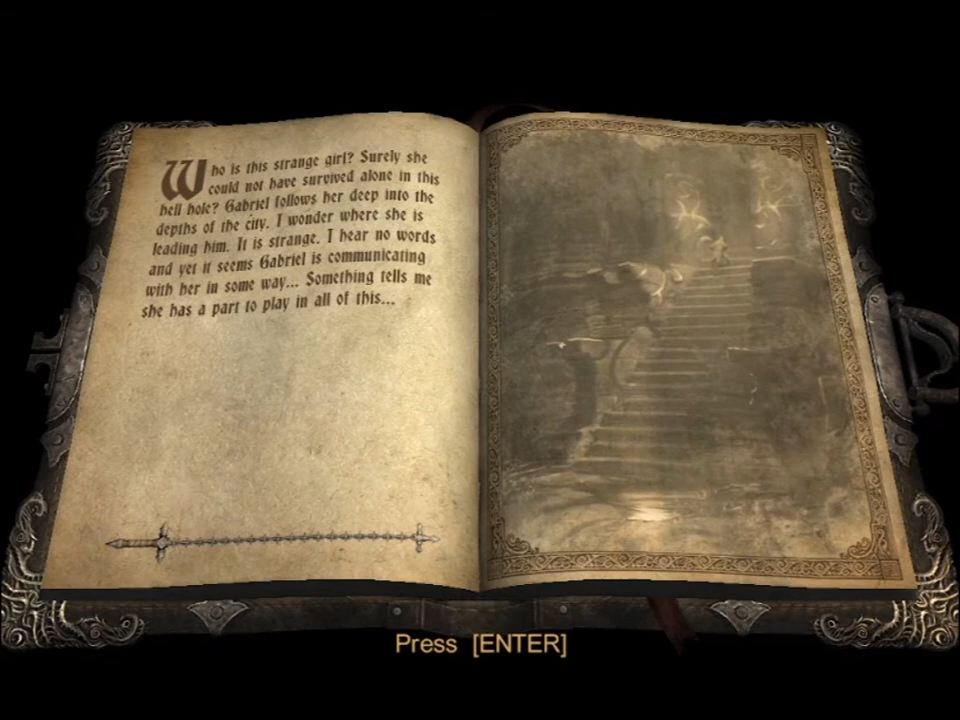 Who is this strange girl? Surely she
could not have survived alone in this
hell hole? Gabriel follows her deep into the
depths of the city. I wonder where she is
leading him. It is strange. I hear no words
and yet it seems Gabriel is communicating
with her in some way... Something tells me
she has a part to play in all of this...
Press [ENTER]